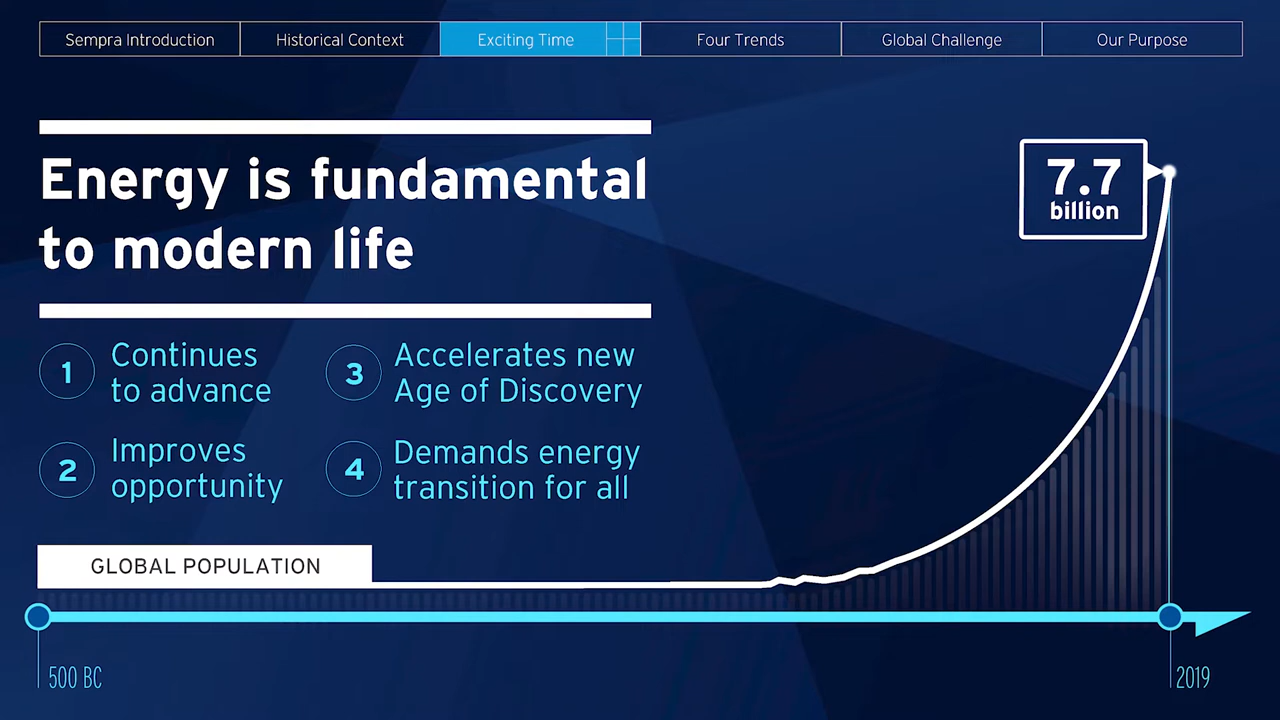 Sempra Introduction
Historical Context
Exciting Time
Four Trends
Global Challenge
Our Purpose
Energy is fundamental
to modern life
1
Continues
to advance
2
Improves
opportunity
3
Accelerates new
Age of Discovery
4
Demands energy
transition for all
7.7
billion
GLOBAL POPULATION
500 BC
2019